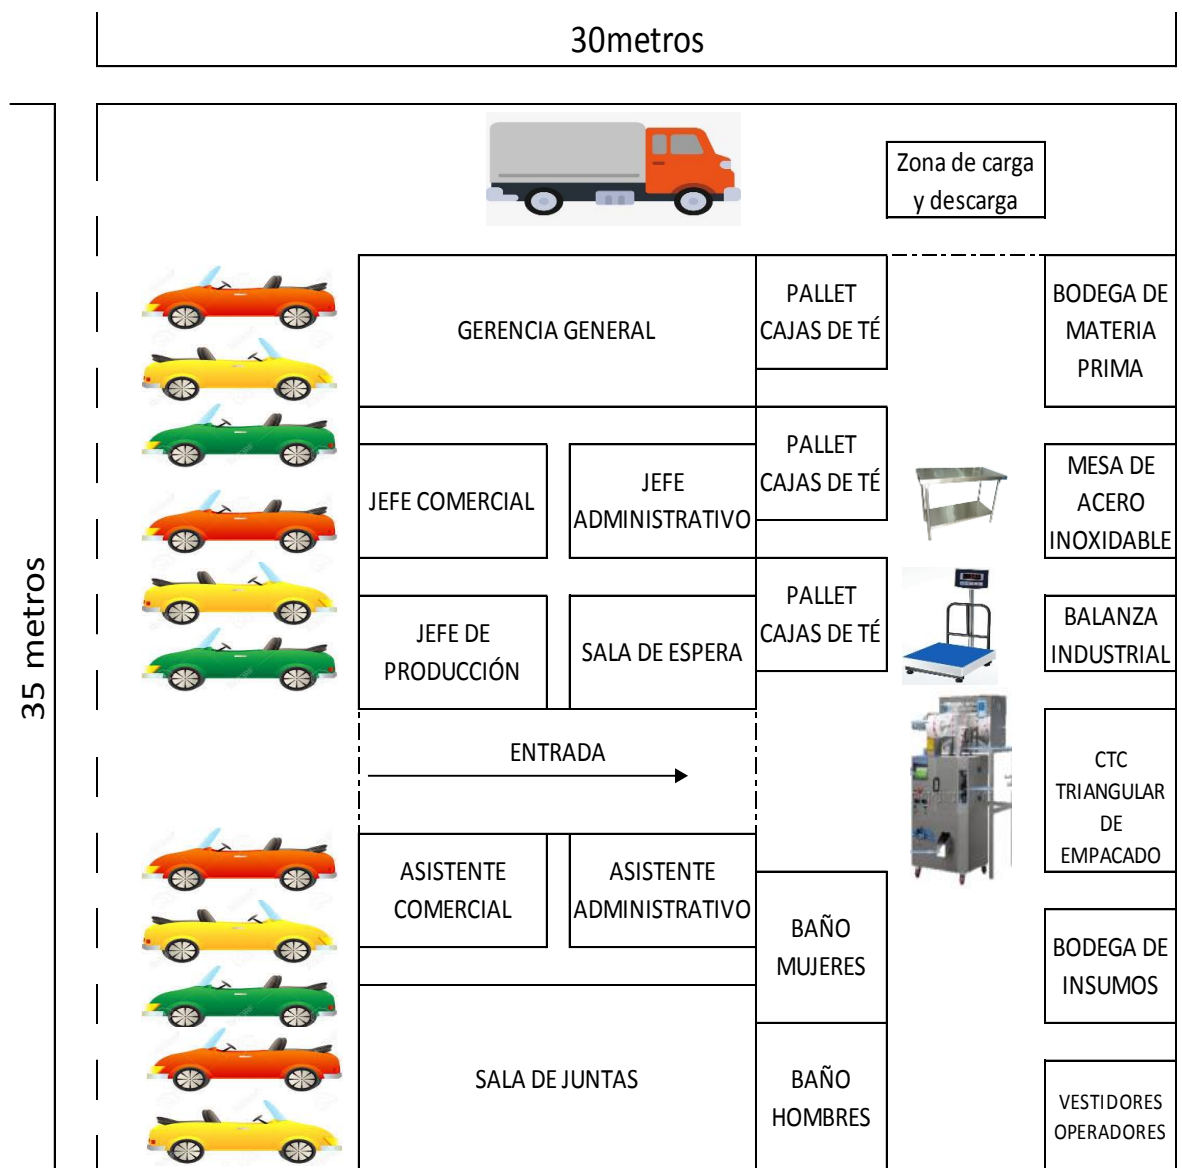 30metros
35 metros
Zona de carga
y descarga
GERENCIA GENERAL
PALLET
CAJAS DE TÉ
BODEGA DE
MATERIA
PRIMA
JEFE COMERCIAL
JEFE
ADMINISTRATIVO
PALLET
CAJAS DE TÉ
MESA DE
ACERO
INOXIDABLE
JEFE DE
PRODUCCIÓN
SALA DE ESPERA
PALLET
CAJAS DE TÉ
BALANZA
INDUSTRIAL
ENTRADA
CTC
TRIANGULAR
DE
EMPACADO
ASISTENTE
COMERCIAL
ASISTENTE
ADMINISTRATIVO
BAÑO
MUJERES
BODEGA DE
INSUMOS
SALA DE JUNTAS
BAÑO
HOMBRES
VESTIDORES
OPERADORES